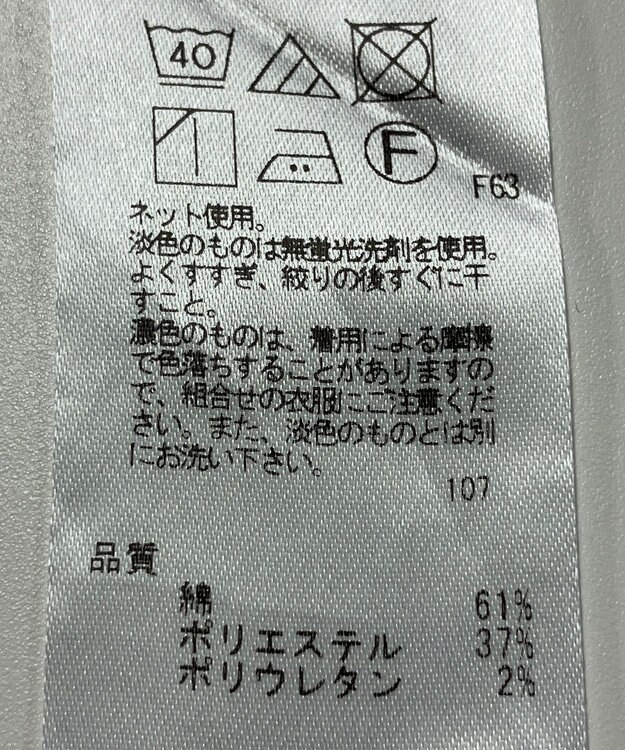 40
F
F63
ネット使用。
淡色のものは無蛍光洗剤を使用。
よくすすぎ、絞りの後すぐに干
すこと。
濃色のものは、着用による摩擦
で色落ちすることがありますの
で、組合せの衣服にご注意くだ
さい。また、淡色のものとは別
にお洗い下さい。
107
品質
綿 61%
ポリエステル 37%
ポリウレタン 2%